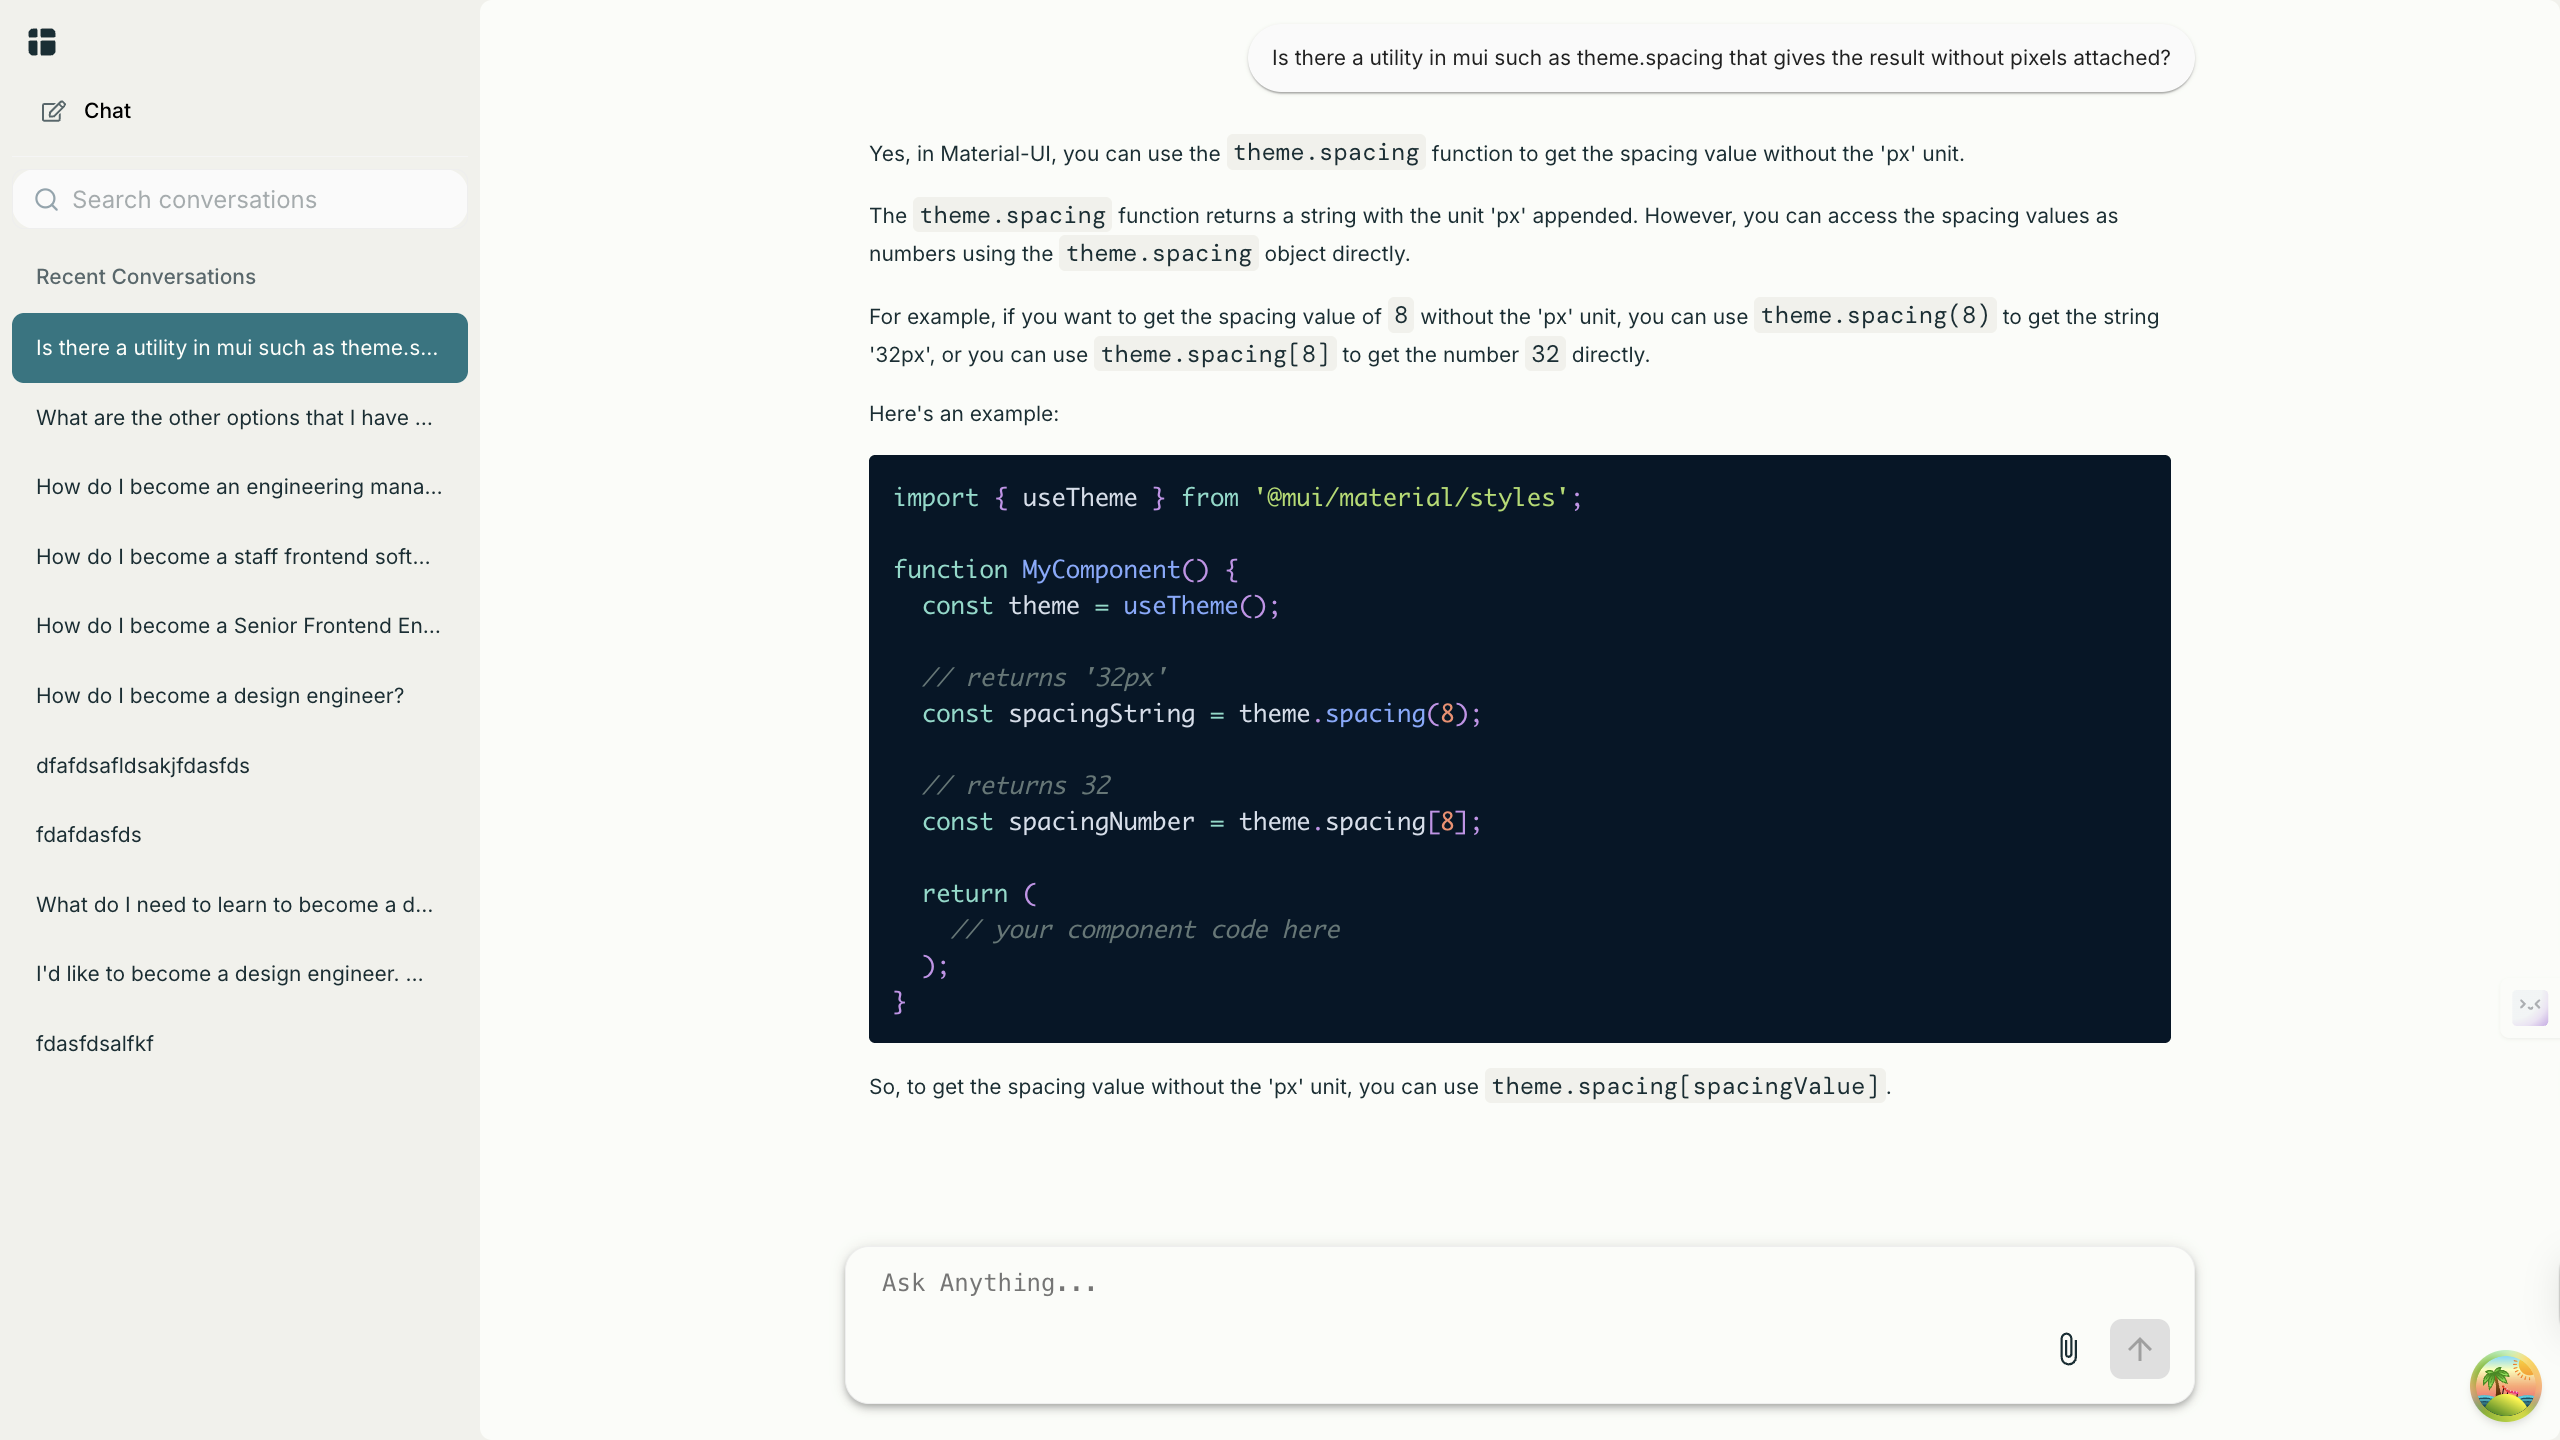 Chat
Search conversations
Recent Conversations
Is there a utility in mui such as theme.s...
What are the other options that I have ...
How do I become an engineering mana...
How do I become a staff frontend soft...
How do I become a Senior Frontend En...
How do I become a design engineer?
dfafdsafldsakjfdasfds
fdafdasfds
What do I need to learn to become a d...
I'd like to become a design engineer. ...
fdasfdsalfkf
Is there a utility in mui such as theme.spacing that gives the result without pixels attached?
Yes, in Material-UI, you can use the theme.spacing function to get the spacing value without the 'px' unit.
The theme.spacing function returns a string with the unit 'px' appended. However, you can access the spacing values as
numbers using the theme.spacing object directly.
For example, if you want to get the spacing value of 8 without the 'px' unit, you can use theme.spacing(8) to get the string
'32px', or you can use theme.spacing[8] to get the number 32 directly.
Here's an example:
import { useTheme } from '@mui/material/styles';
function MyComponent() {
  const theme = useTheme();
  // returns '32px'
  const spacingString = theme.spacing(8);
  // returns 32
  const spacingNumber = theme.spacing[8];
  return (
    // your component code here
  );
}
So, to get the spacing value without the 'px' unit, you can use theme.spacing[spacingValue].
Ask Anything...